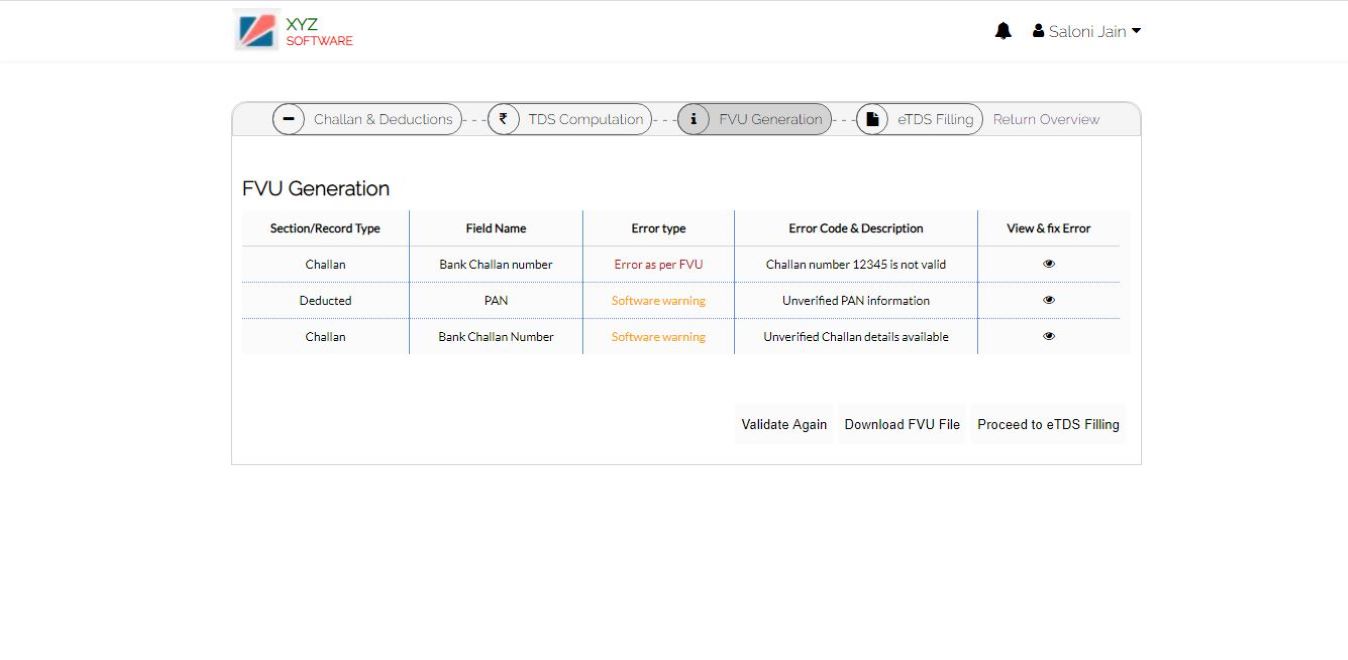 XYZ
SOFTWARE
Saloni Jain
Challan & Deductions
₹ TDS Computation
i FVU Generation
eTDS Filling
Return Overview
FVU Generation
Section/Record Type Field Name Error type Error Code & Description View & fix Error
Challan Bank Challan number Error as per FVU Challan number 12345 is not valid
Deducted PAN Software warning Unverified PAN information
Challan Bank Challan Number Software warning Unverified Challan details available
Validate Again Download FVU File Proceed to eTDS Filling